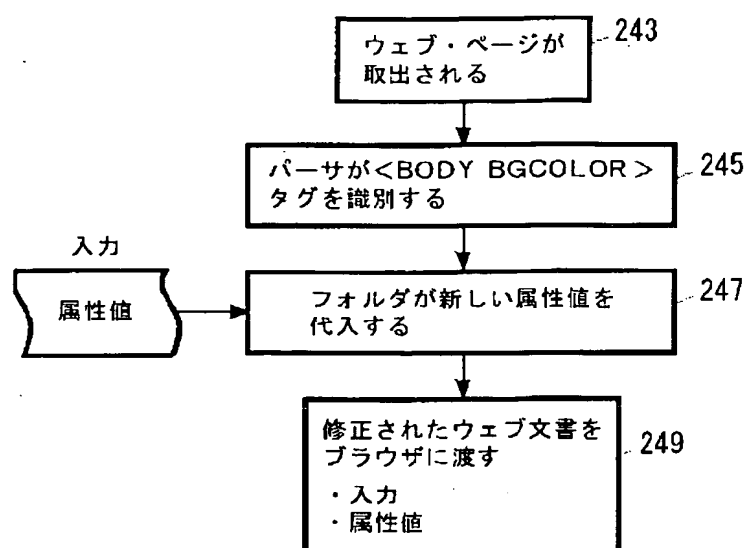 ウェブ・ページが
取出される
243
パーサが<BODY BGCOLOR>
タグを識別する
245
入力
属性値
フォルダが新しい属性値を
代入する
247
修正されたウェブ文書を
ブラウザに渡す
・入力
・属性値
249